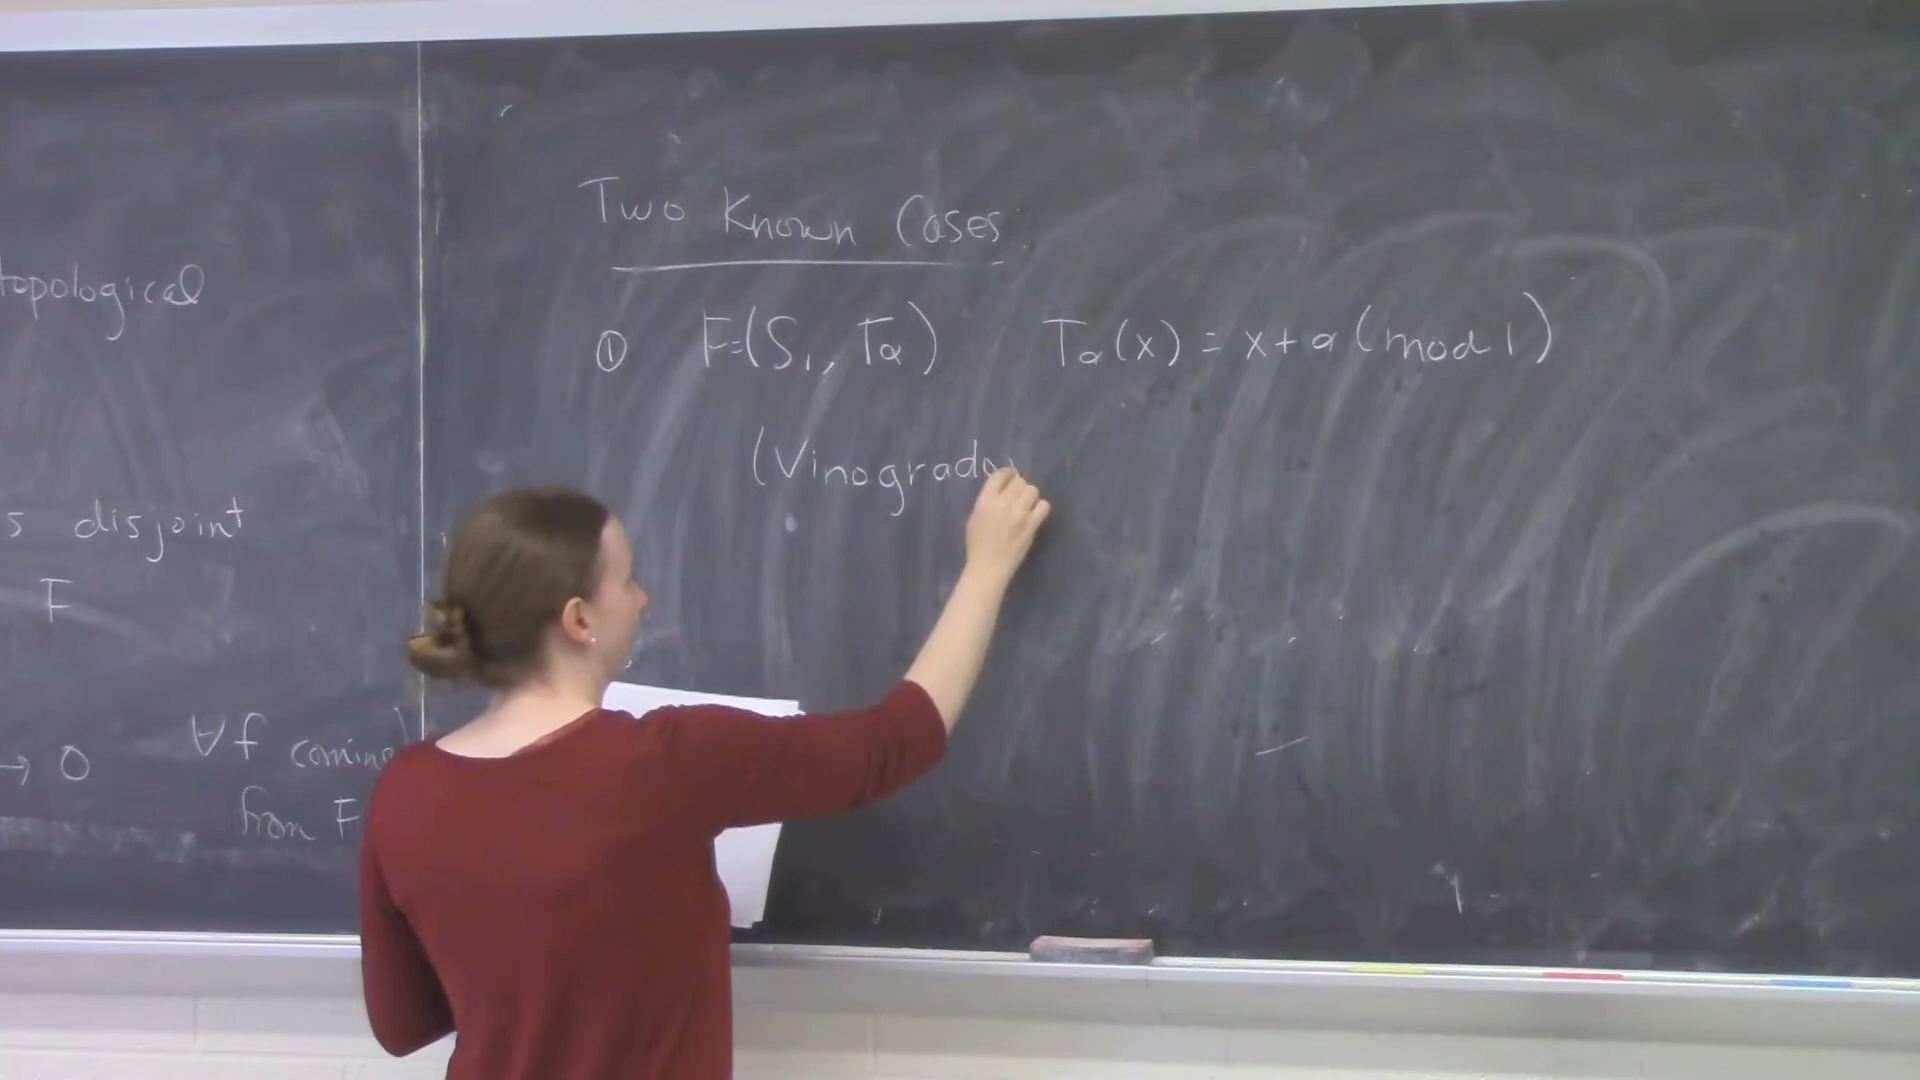 topological
s disjoint
F
→ 0 ∀f coming
from F
Two Known Cases
① F=(S₁, Tα) Tα(x) = x+α (mod 1)
(Vinogrado